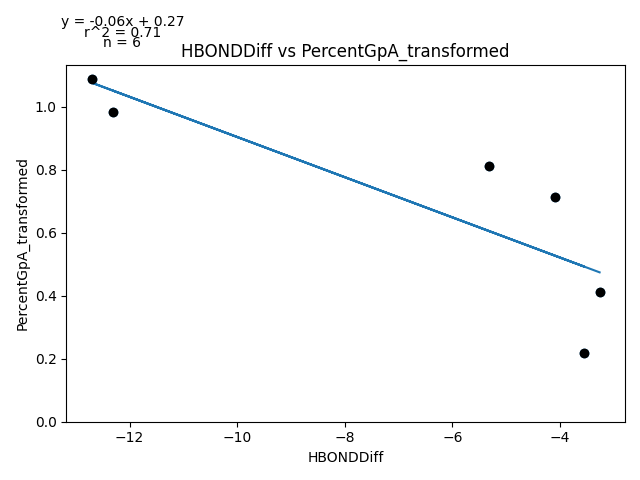 y = -0.06x + 0.27
r^2 = 0.71
n = 6
HBONDDiff vs PercentGpA_transformed
PercentGpA_transformed
1.0
0.8
0.6
0.4
0.2
0.0
−12
−10
−8
−6
−4
HBONDDiff